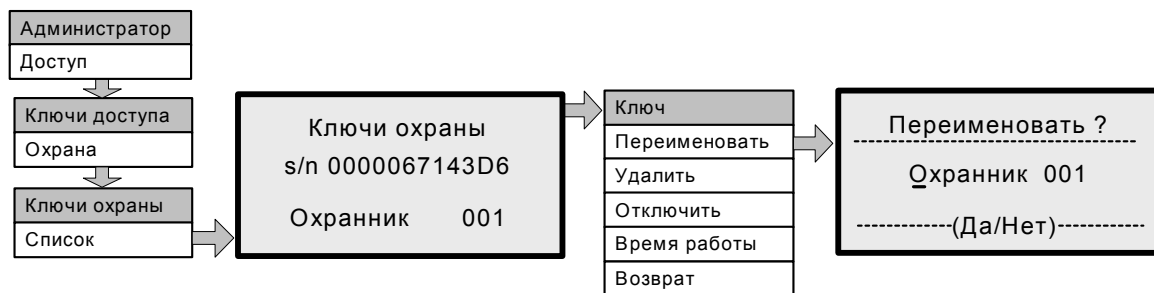 Администратор
Доступ
Ключи доступа
Охрана
Ключи охраны
Список
Ключи охраны
s/n 0000067143D6
Охранник 001
Ключ
Переименовать
Удалить
Отключить
Время работы
Возврат
Переименовать ?
Охранник 001
(Да/Нет)